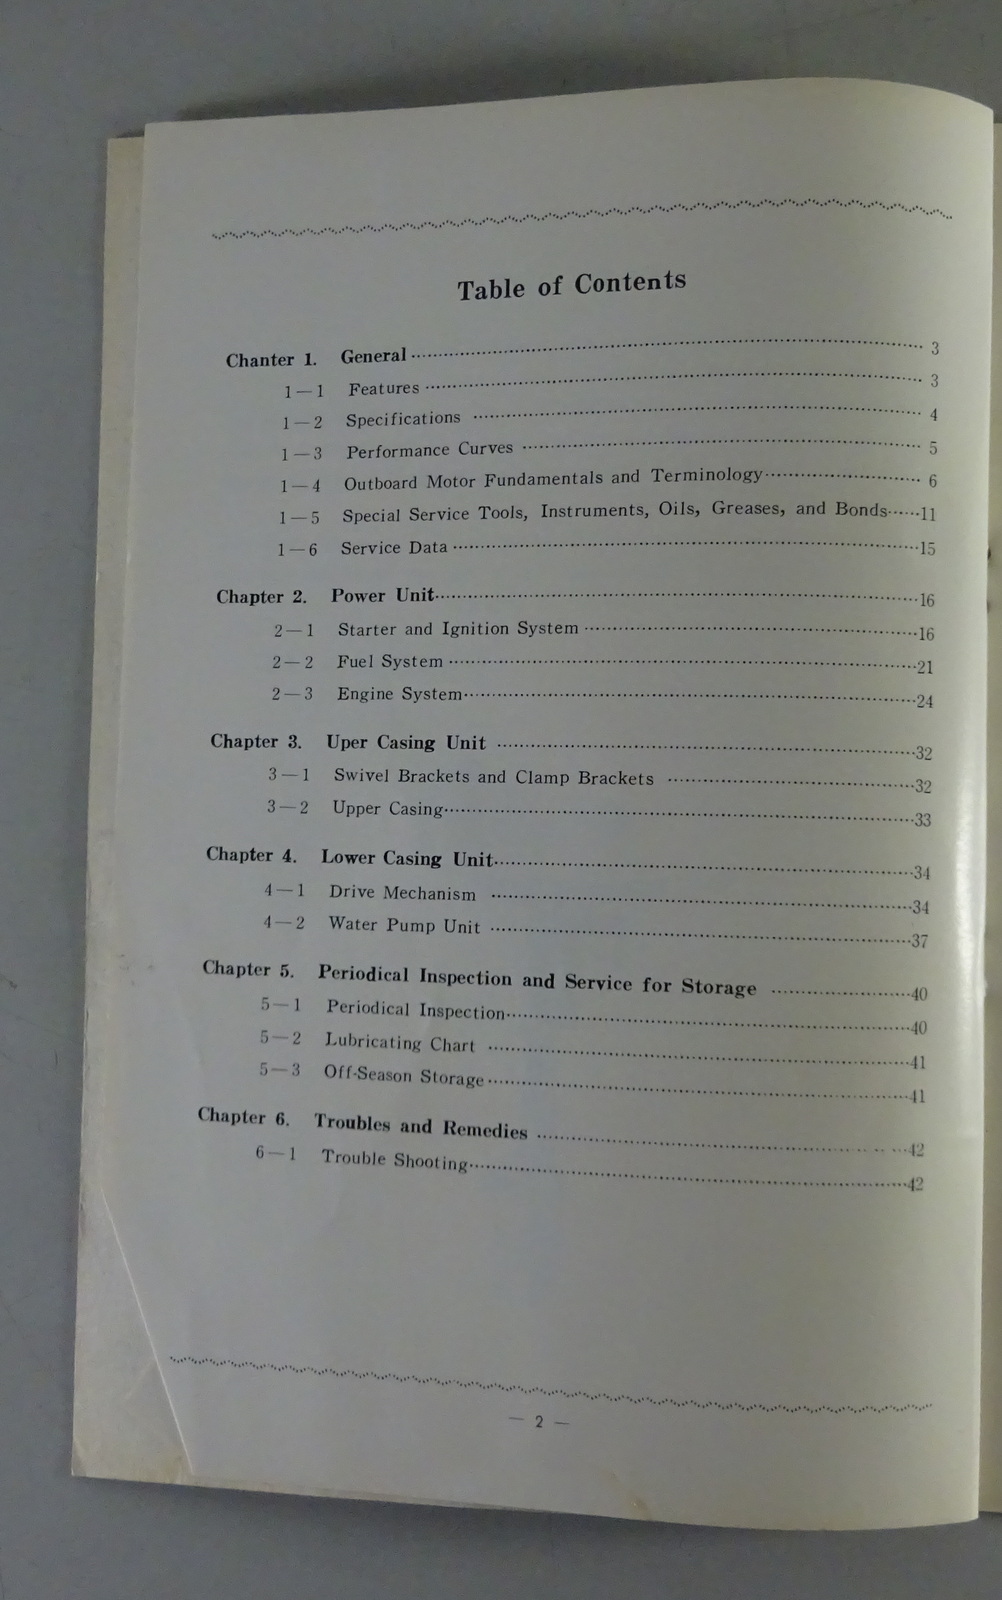 Table of Contents
Chanter 1. General 3
1—1 Features 3
1—2 Specifications 4
1—3 Performance Curves 5
1—4 Outboard Motor Fundamentals and Terminology 6
1—5 Special Service Tools, Instruments, Oils, Greases, and Bonds 11
1—6 Service Data 15
Chapter 2. Power Unit 16
2—1 Starter and Ignition System 16
2—2 Fuel System 21
2—3 Engine System 24
Chapter 3. Uper Casing Unit 32
3—1 Swivel Brackets and Clamp Brackets 32
3—2 Upper Casing 33
Chapter 4. Lower Casing Unit 34
4—1 Drive Mechanism 34
4—2 Water Pump Unit 37
Chapter 5. Periodical Inspection and Service for Storage 40
5—1 Periodical Inspection 40
5—2 Lubricating Chart 41
5—3 Off-Season Storage 41
Chapter 6. Troubles and Remedies 42
6—1 Trouble Shooting 42
— 2 —